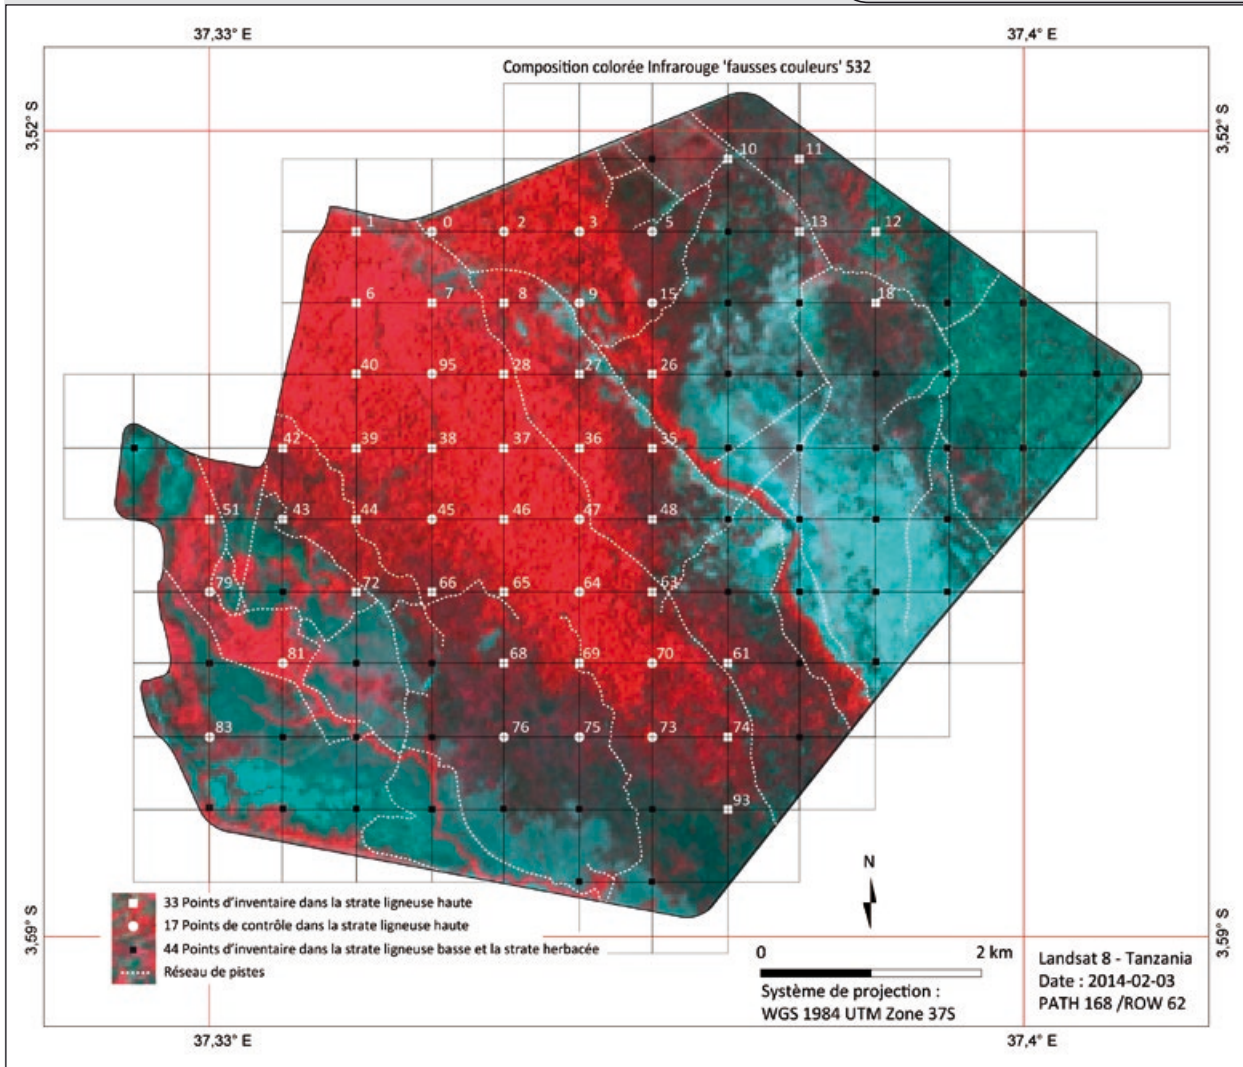 37,33° E
37,4° E
Composition colorée Infrarouge 'fausses couleurs' 532
3,52° S
3,52° S
10
11
1
0
2
3
5
13
12
6
7
8
9
15
18
40
95
28
27
26
42
39
38
37
36
35
51
43
44
45
46
47
48
79
72
66
65
64
63
81
68
69
70
61
83
76
75
73
74
93
N
33 Points d'inventaire dans la strate ligneuse haute
17 Points de contrôle dans la strate ligneuse haute
44 Points d'inventaire dans la strate ligneuse basse et la strate herbacée
Réseau de pistes
3,59° S
3,59° S
0
2 km
Système de projection :
WGS 1984 UTM Zone 37S
Landsat 8 - Tanzania
Date : 2014-02-03
PATH 168 /ROW 62
37,33° E
37,4° E